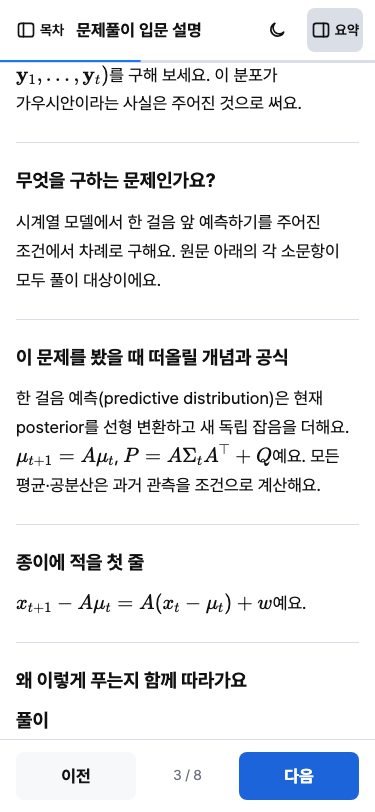 목차 문제풀이 입문 설명 요약
y₁, . . . , yₜ)를 구해 보세요. 이 분포가
가우시안이라는 사실은 주어진 것으로 써요.
무엇을 구하는 문제인가요?
시계열 모델에서 한 걸음 앞 예측하기를 주어진
조건에서 차례로 구해요. 원문 아래의 각 소문항이
모두 풀이 대상이에요.
이 문제를 봤을 때 떠올릴 개념과 공식
한 걸음 예측(predictive distribution)은 현재
posterior를 선형 변환하고 새 독립 잡음을 더해요.
μₜ₊₁ = Aμₜ, P = AΣₜA⊤ + Q예요. 모든
평균·공분산은 과거 관측을 조건으로 계산해요.
종이에 적을 첫 줄
xₜ₊₁ − Aμₜ = A(xₜ − μₜ) + w예요.
왜 이렇게 푸는지 함께 따라가요
풀이
이전 3 / 8 다음